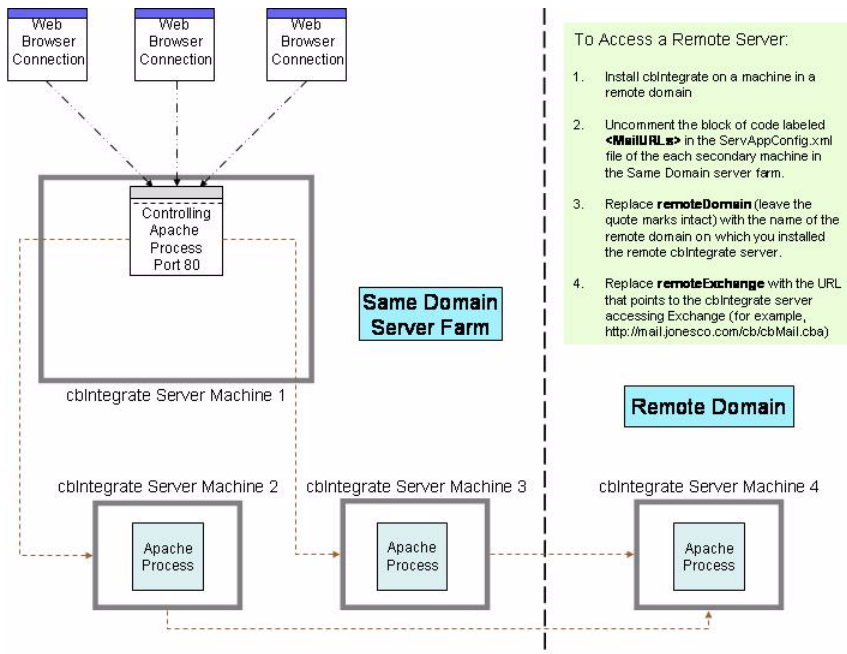 Web
Browser
Connection
Web
Browser
Connection
Web
Browser
Connection
To Access a Remote Server:
1. Install cbIntegrate on a machine in a
remote domain
2. Uncomment the block of code labeled
<MailURLs> in the ServAppConfig.xml
file of the each secondary machine in
the Same Domain server farm.
3. Replace remoteDomain (leave the
quote marks intact) with the name of the
remote domain on which you installed
the remote cbIntegrate server.
4. Replace remoteExchange with the URL
that points to the cbIntegrate server
accessing Exchange (for example,
http://mail.jonesco.com/cb/cbMail.cba)
Controlling
Apache
Process
Port 80
Same Domain
Server Farm
cbIntegrate Server Machine 1
Remote Domain
cbIntegrate Server Machine 2
cbIntegrate Server Machine 3
cbIntegrate Server Machine 4
Apache
Process
Apache
Process
Apache
Process